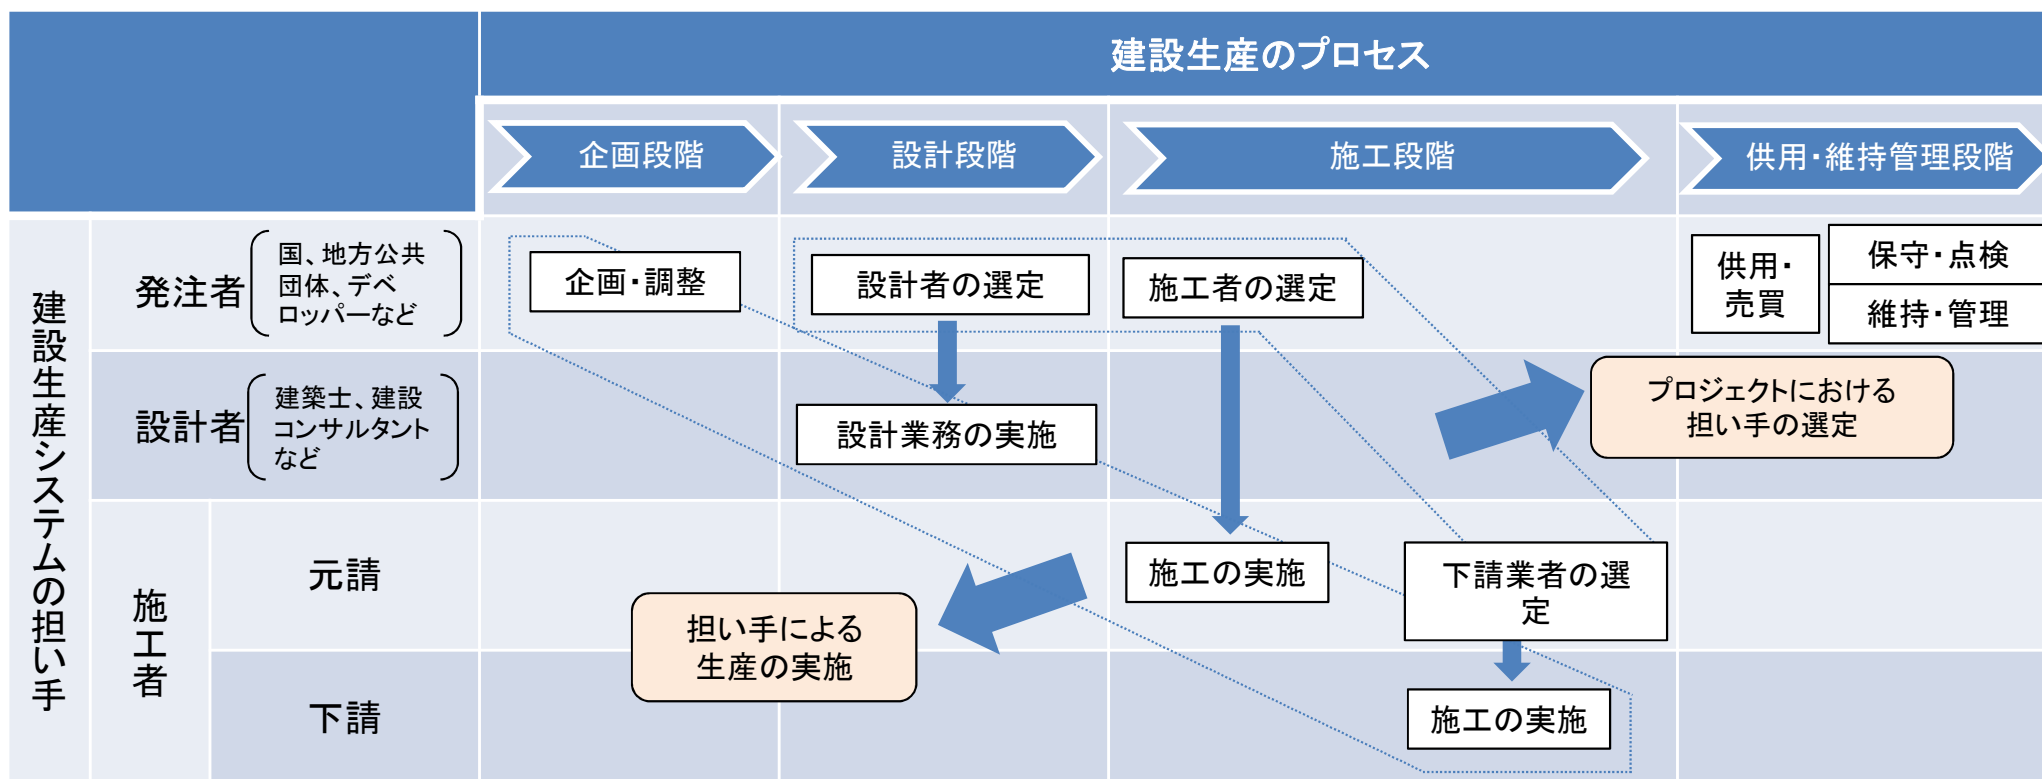 建設生産のプロセス
企画段階
設計段階
施工段階
供用・維持管理段階
建設生産システムの担い手
発注者
国、地方公共
団体、デベ
ロッパーなど
企画・調整
設計者の選定
施工者の選定
供用・
売買
保守・点検
維持・管理
設計者
建築士、建設
コンサルタント
など
設計業務の実施
プロジェクトにおける
担い手の選定
施工者
元請
施工の実施
下請業者の選
定
担い手による
生産の実施
下請
施工の実施